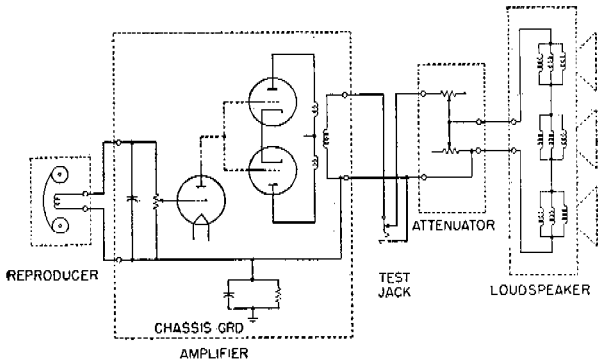 REPRODUCER
CHASSIS GRD
AMPLIFIER
TEST
JACK
ATTENUATOR
LOUDSPEAKER